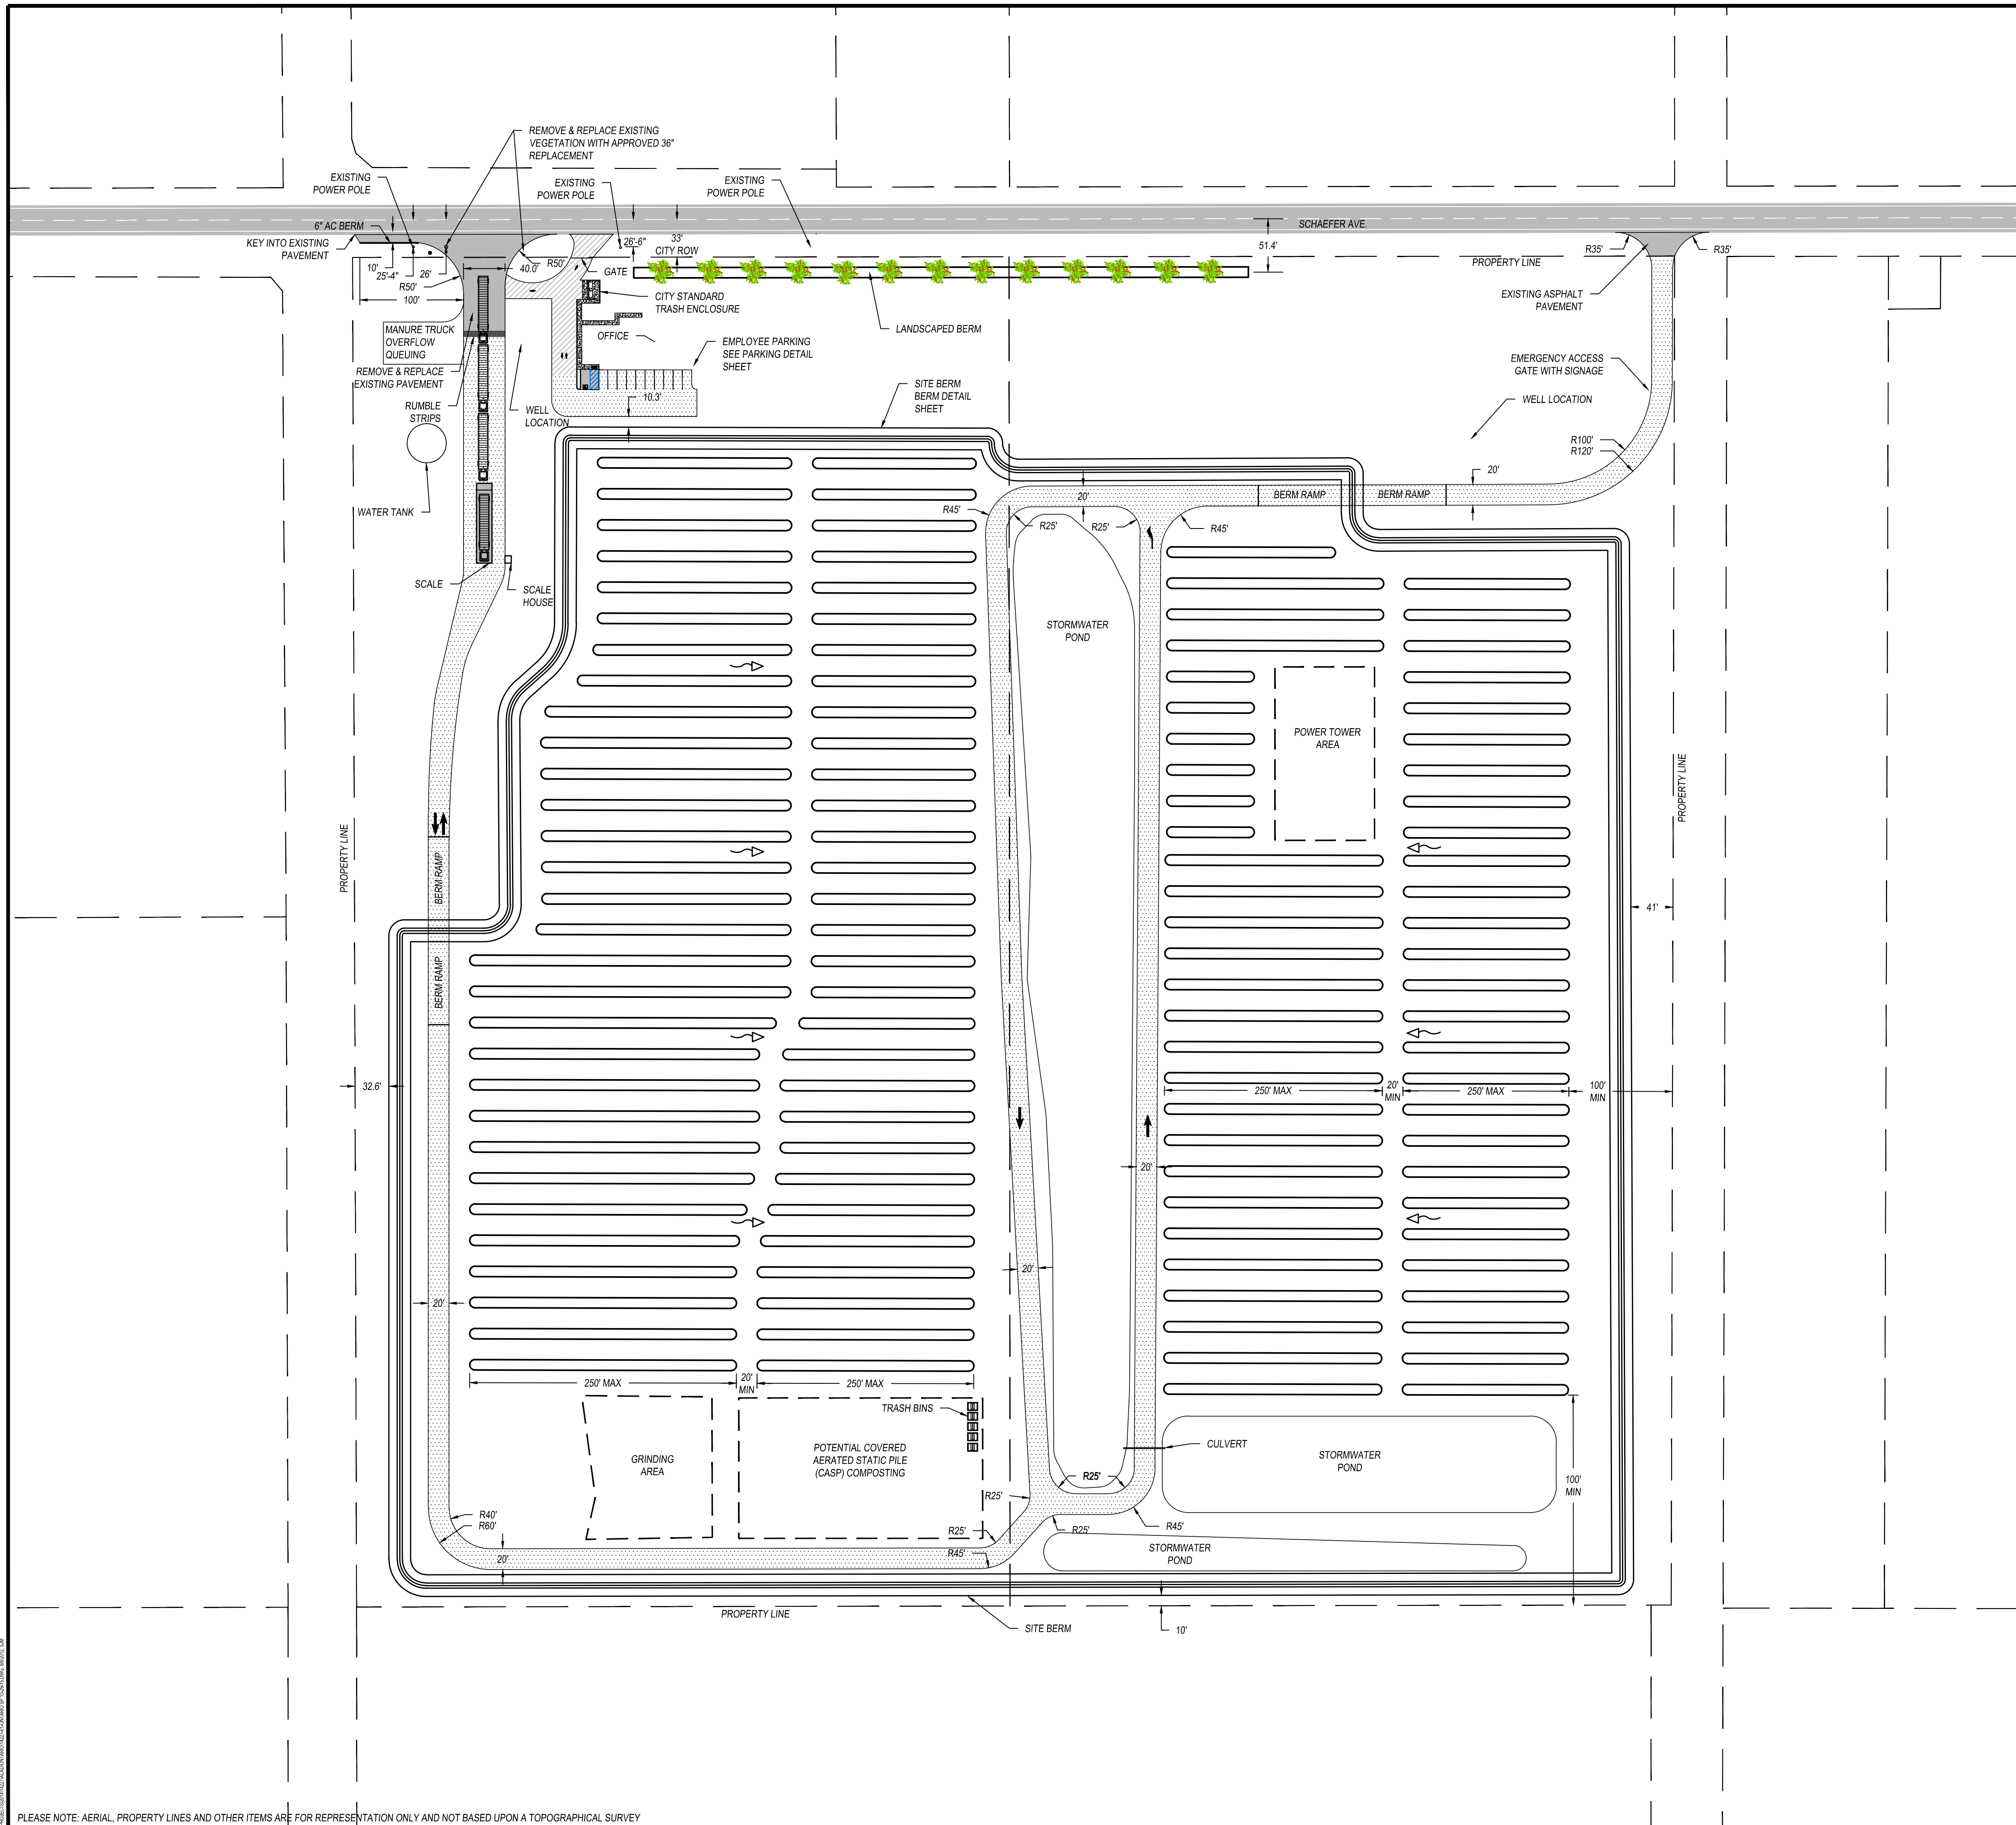 REMOVE & REPLACE EXISTING
VEGETATION WITH APPROVED 36"
REPLACEMENT
EXISTING
POWER POLE
EXISTING
POWER POLE
EXISTING
POWER POLE
6" AC BERM
KEY INTO EXISTING
PAVEMENT
10'
25'-4"
26'
R50'
100'
40.0'
R50'
26'-6"
33'
CITY ROW
GATE
SCHAEFER AVE.
51.4'
PROPERTY LINE
R35'
R35'
EXISTING ASPHALT
PAVEMENT
CITY STANDARD
TRASH ENCLOSURE
LANDSCAPED BERM
MANURE TRUCK
OVERFLOW
QUEUING
OFFICE
EMPLOYEE PARKING
SEE PARKING DETAIL
SHEET
REMOVE & REPLACE
EXISTING PAVEMENT
EMERGENCY ACCESS
GATE WITH SIGNAGE
SITE BERM
BERM DETAIL
SHEET
10.3'
RUMBLE
STRIPS
WELL
LOCATION
WELL LOCATION
R100'
R120'
20'
WATER TANK
20'
BERM RAMP
BERM RAMP
R45'
R25'
R25'
R45'
SCALE
SCALE
HOUSE
STORMWATER
POND
POWER TOWER
AREA
PROPERTY LINE
PROPERTY LINE
BERM RAMP
BERM RAMP
41'
32.6'
250' MAX
20'
MIN
250' MAX
100'
MIN
20'
20'
20'
250' MAX
20'
MIN
250' MAX
TRASH BINS
GRINDING
AREA
POTENTIAL COVERED
AERATED STATIC PILE
(CASP) COMPOSTING
CULVERT
STORMWATER
POND
100'
MIN
R25'
R25'
R40'
R60'
R25'
R25'
R45'
20'
R45'
STORMWATER
POND
PROPERTY LINE
SITE BERM
10'
PLEASE NOTE: AERIAL, PROPERTY LINES AND OTHER ITEMS ARE FOR REPRESENTATION ONLY AND NOT BASED UPON A TOPOGRAPHICAL SURVEY